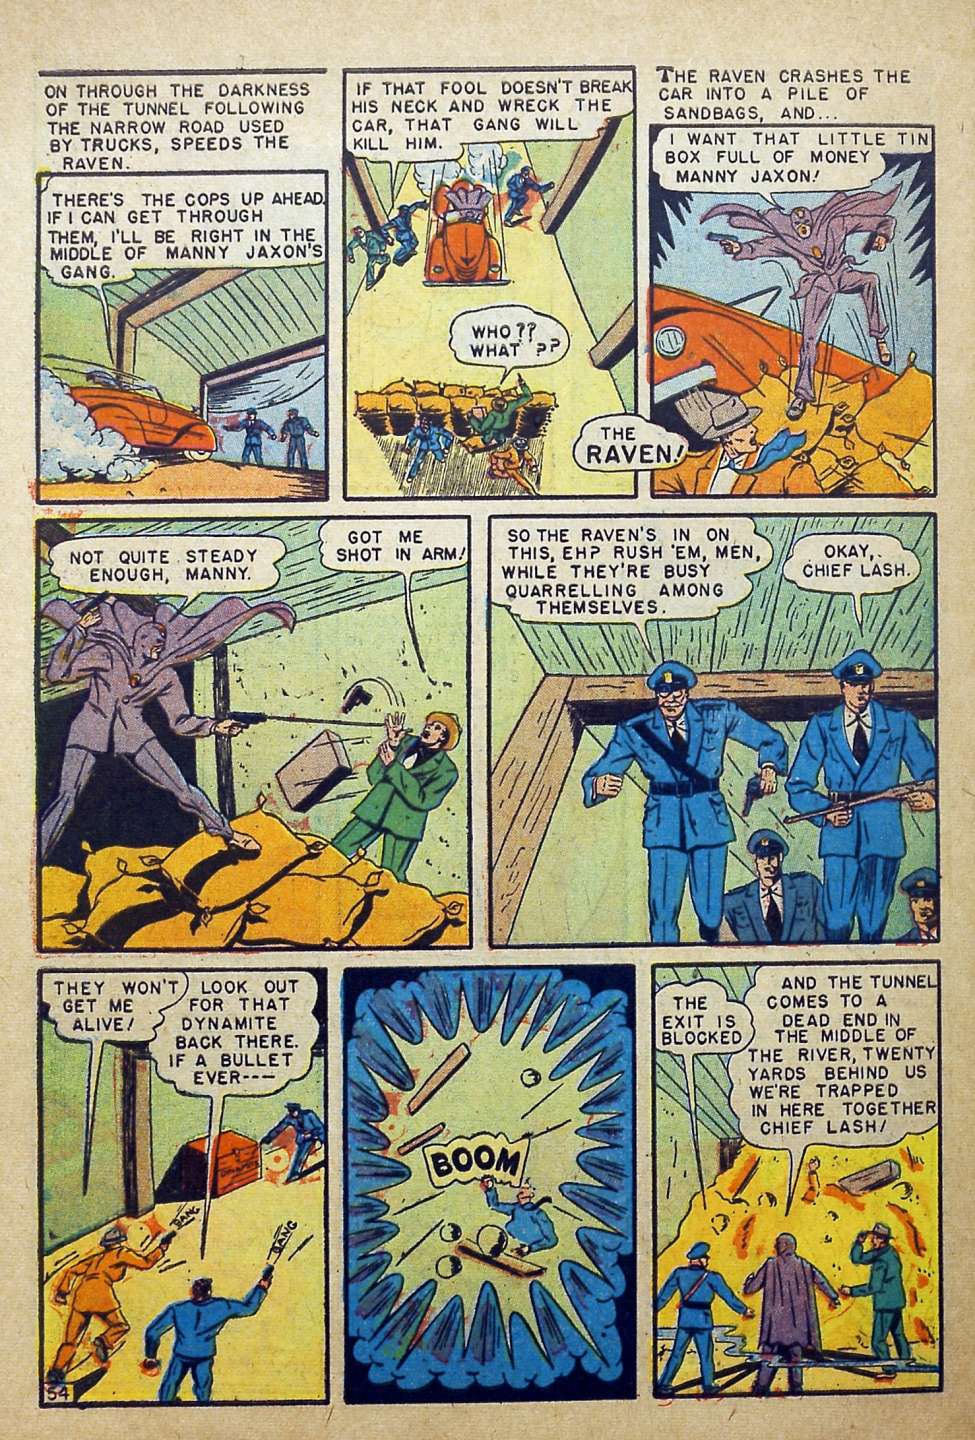 ON THROUGH THE DARKNESS
OF THE TUNNEL FOLLOWING
THE NARROW ROAD USED
BY TRUCKS, SPEEDS THE
RAVEN.
THERE'S THE COPS UP AHEAD.
IF I CAN GET THROUGH
THEM, I'LL BE RIGHT IN THE
MIDDLE OF MANNY JAXON'S
GANG.
IF THAT FOOL DOESN'T BREAK
HIS NECK AND WRECK THE
CAR, THAT GANG WILL
KILL HIM.
WHO??
WHAT??
THE
RAVEN!
THE RAVEN CRASHES THE
CAR INTO A PILE OF
SANDBAGS, AND...
I WANT THAT LITTLE TIN
BOX FULL OF MONEY
MANNY JAXON!
NOT QUITE STEADY
ENOUGH, MANNY.
GOT ME
SHOT IN ARM!
SO THE RAVEN'S IN ON
THIS, EH? RUSH 'EM, MEN,
WHILE THEY'RE BUSY
QUARRELLING AMONG
THEMSELVES.
OKAY,
CHIEF LASH.
THEY WON'T
GET ME
ALIVE!
LOOK OUT
FOR THAT
DYNAMITE
BACK THERE.
IF A BULLET
EVER---
BANG
BANG
54
BOOM
THE
EXIT IS
BLOCKED
AND THE TUNNEL
COMES TO A
DEAD END IN
THE MIDDLE OF
THE RIVER, TWENTY
YARDS BEHIND US
WE'RE TRAPPED
IN HERE TOGETHER
CHIEF LASH!